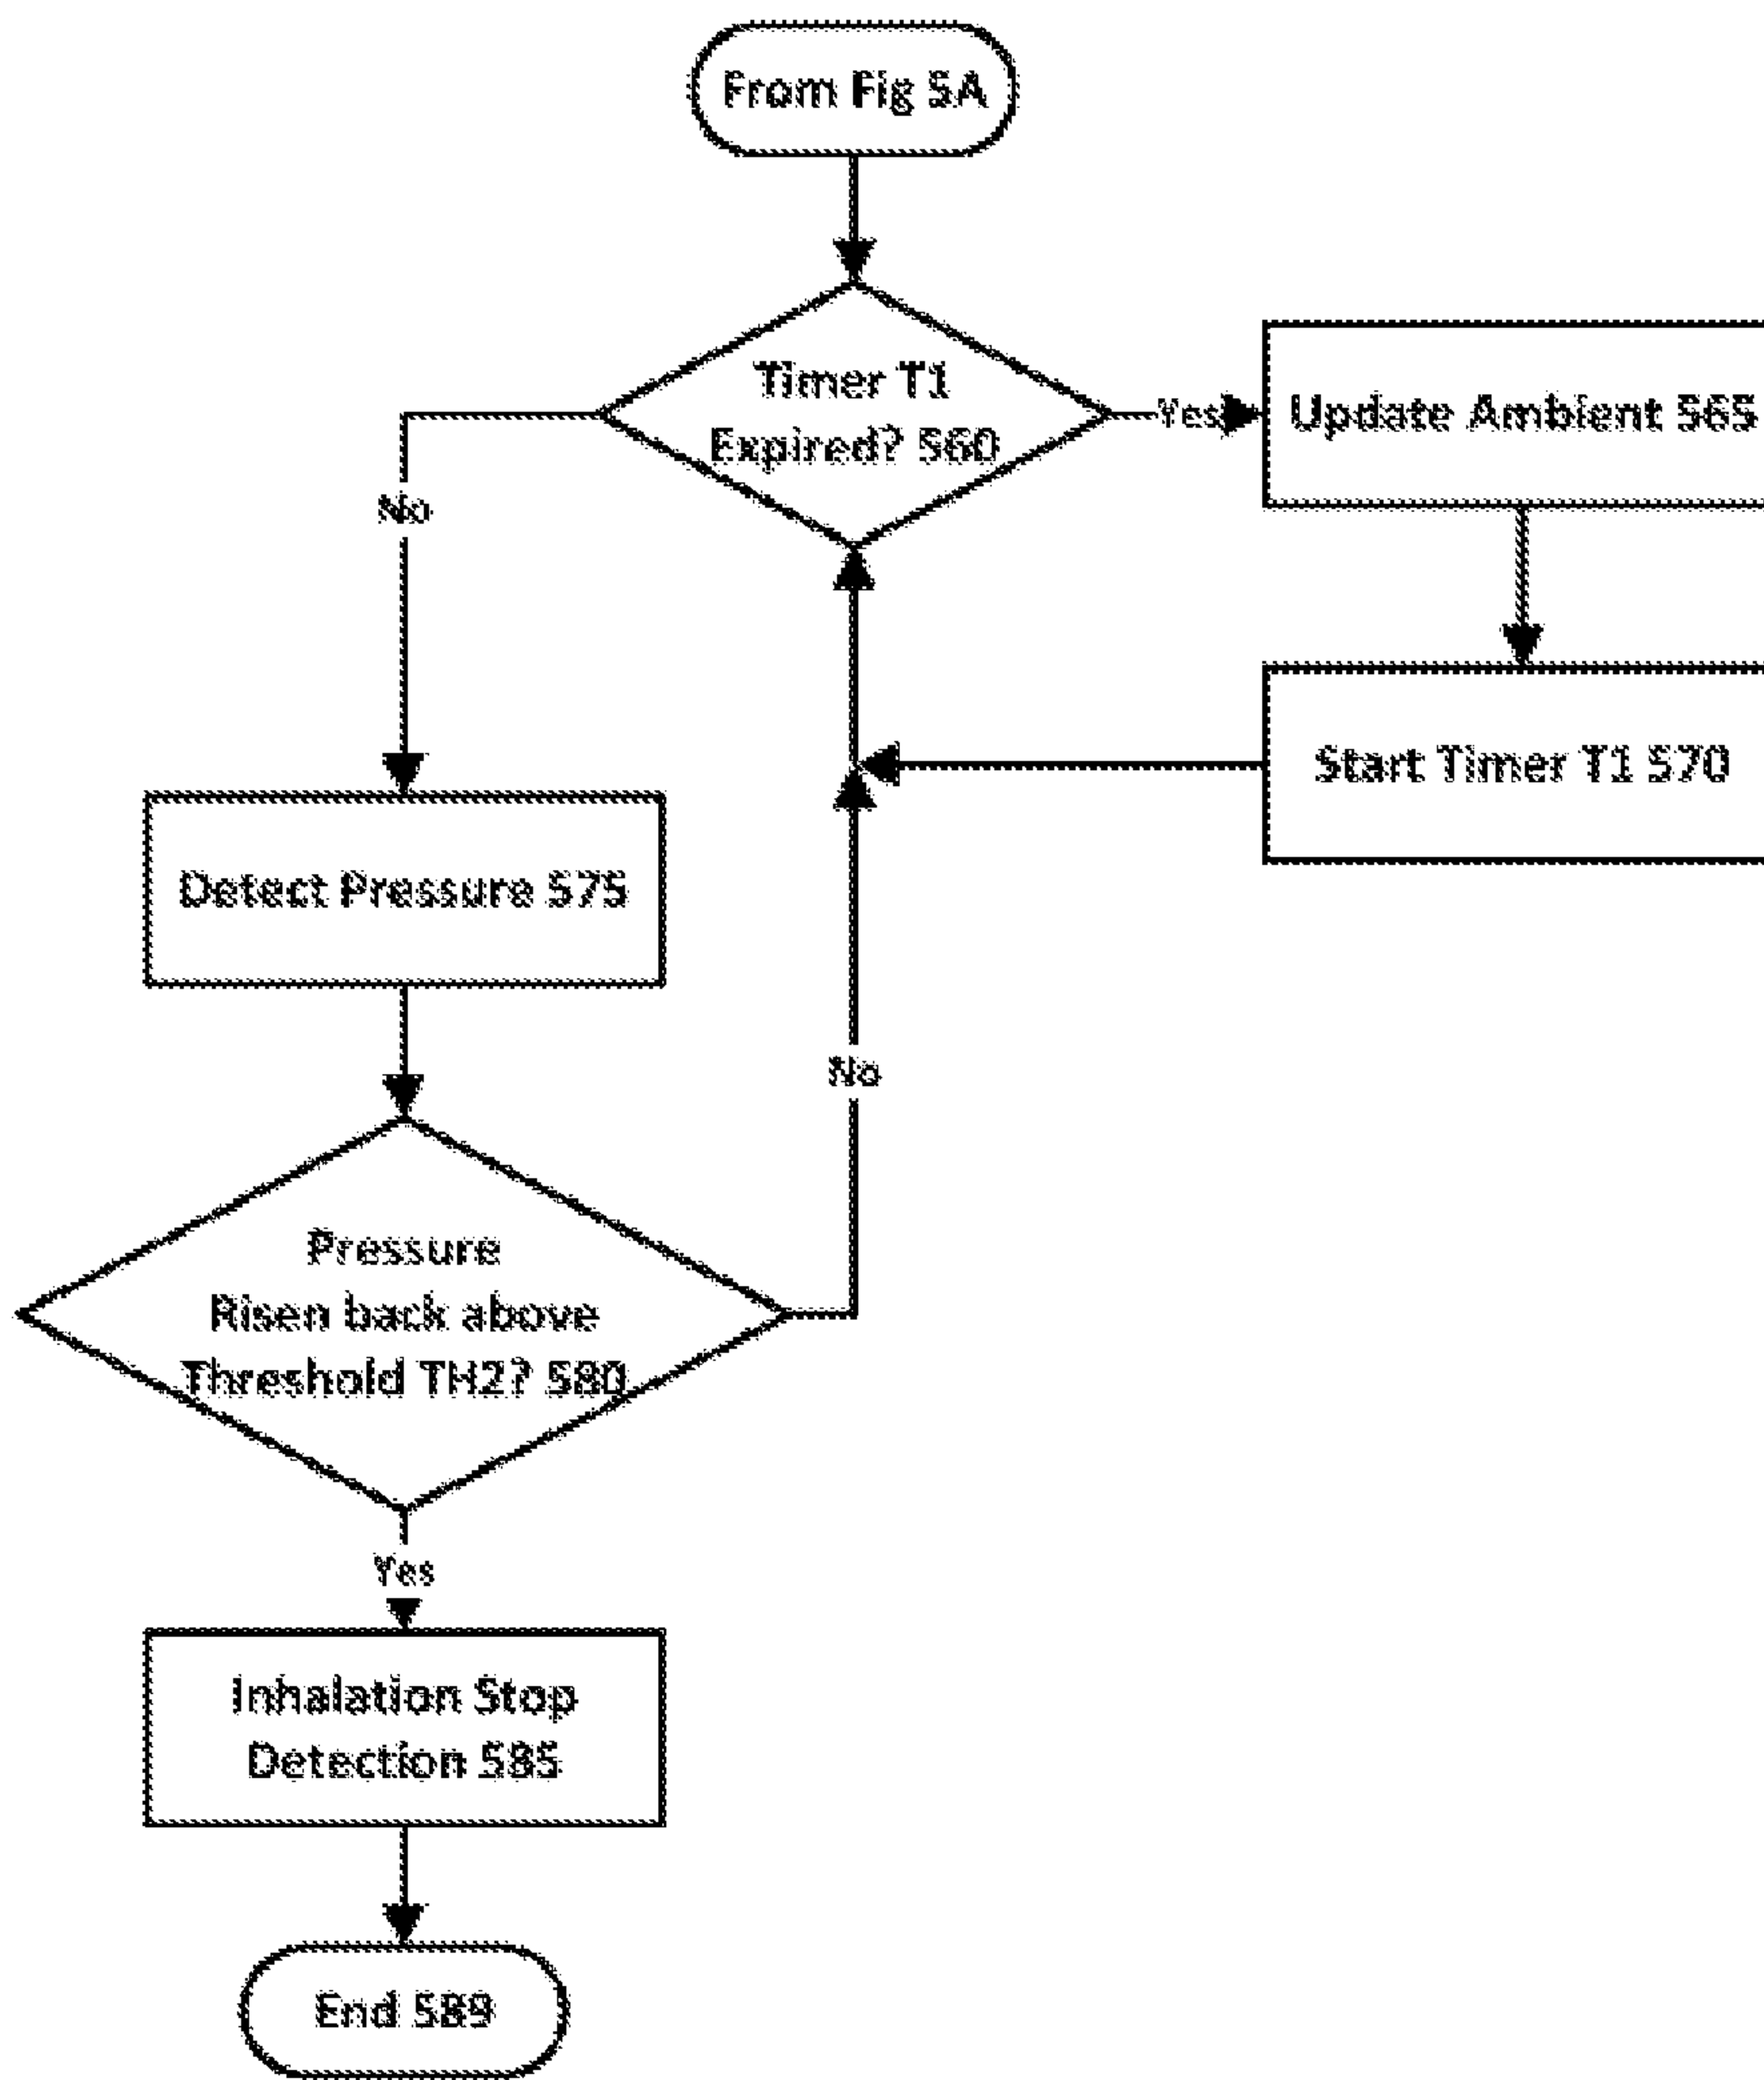 From Fig 5A
Timer T1
Expired? 560
Yes
Update Ambient 565
No
Start Timer T1 570
Detect Pressure 575
No
Pressure
Risen back above
Threshold TH2? 580
Yes
Inhalation Stop
Detection 585
End 589